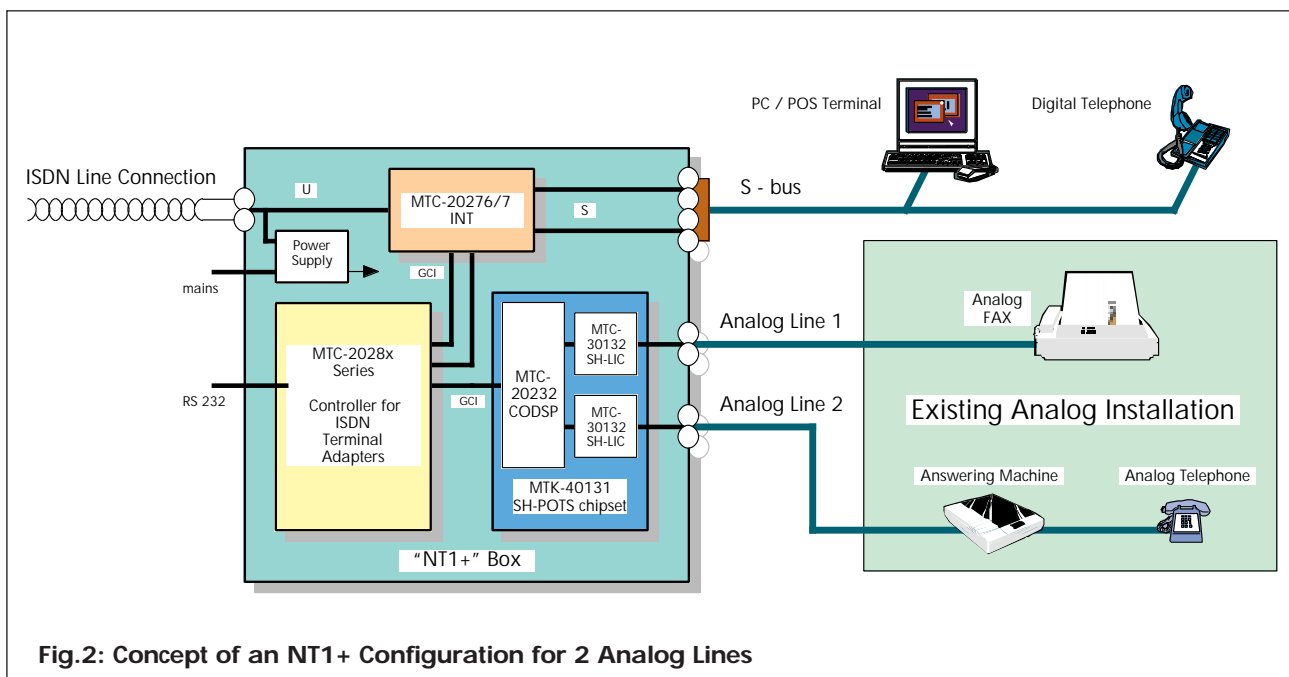 PC / POS Terminal
Digital Telephone
ISDN Line Connection
U
MTC-20276/7
INT
S
S - bus
Power
Supply
mains
GCI
Analog
FAX
MTC-2028x
Series
Controller for
ISDN
Terminal
Adapters
RS 232
GCI
MTC-
20232
CODSP
MTC-
30132
SH-LIC
MTC-
30132
SH-LIC
MTK-40131
SH-POTS chipset
Analog Line 1
Analog Line 2
Existing Analog Installation
Answering Machine
Analog Telephone
“NT1+” Box
Fig.2: Concept of an NT1+ Configuration for 2 Analog Lines